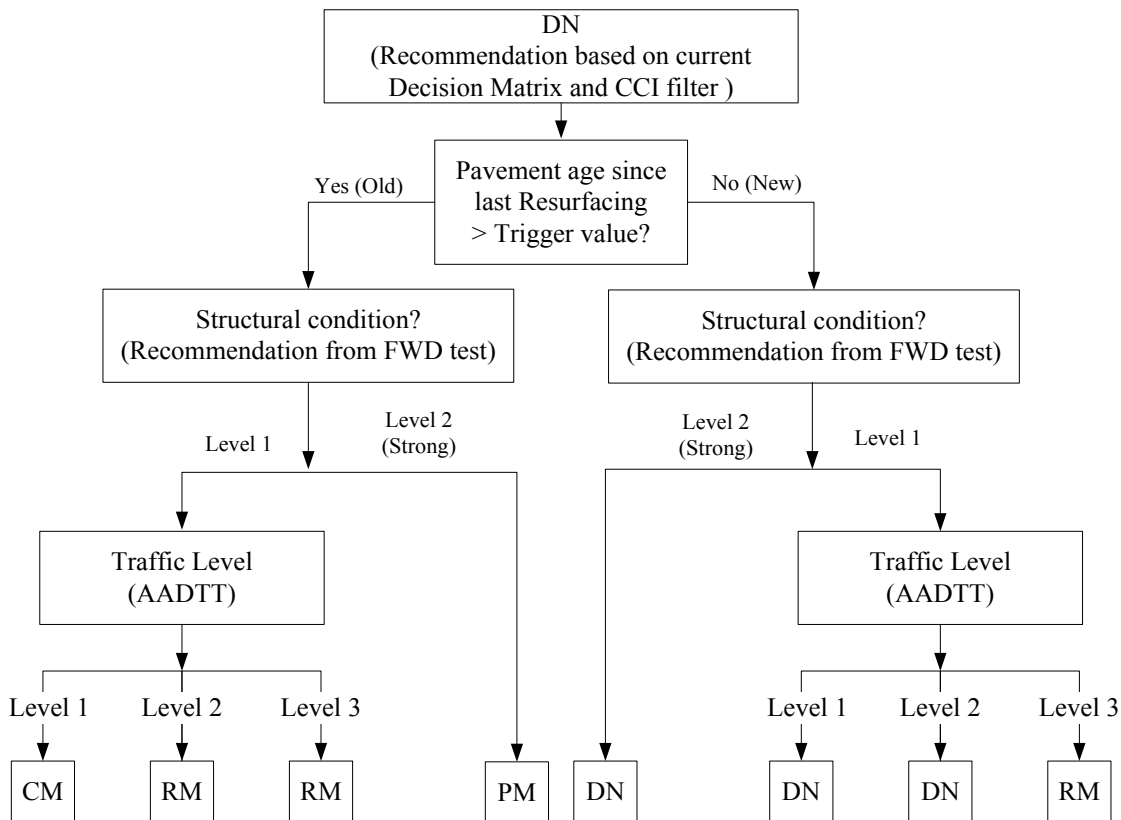 DN
(Recommendation based on current
Decision Matrix and CCI filter )
Pavement age since
last Resurfacing
> Trigger value?
Yes (Old)
No (New)
Structural condition?
(Recommendation from FWD test)
Structural condition?
(Recommendation from FWD test)
Level 1
Level 2
(Strong)
Level 2
(Strong)
Level 1
Traffic Level
(AADTT)
Traffic Level
(AADTT)
Level 1
Level 2
Level 3
Level 1
Level 2
Level 3
CM
RM
RM
PM
DN
DN
DN
RM